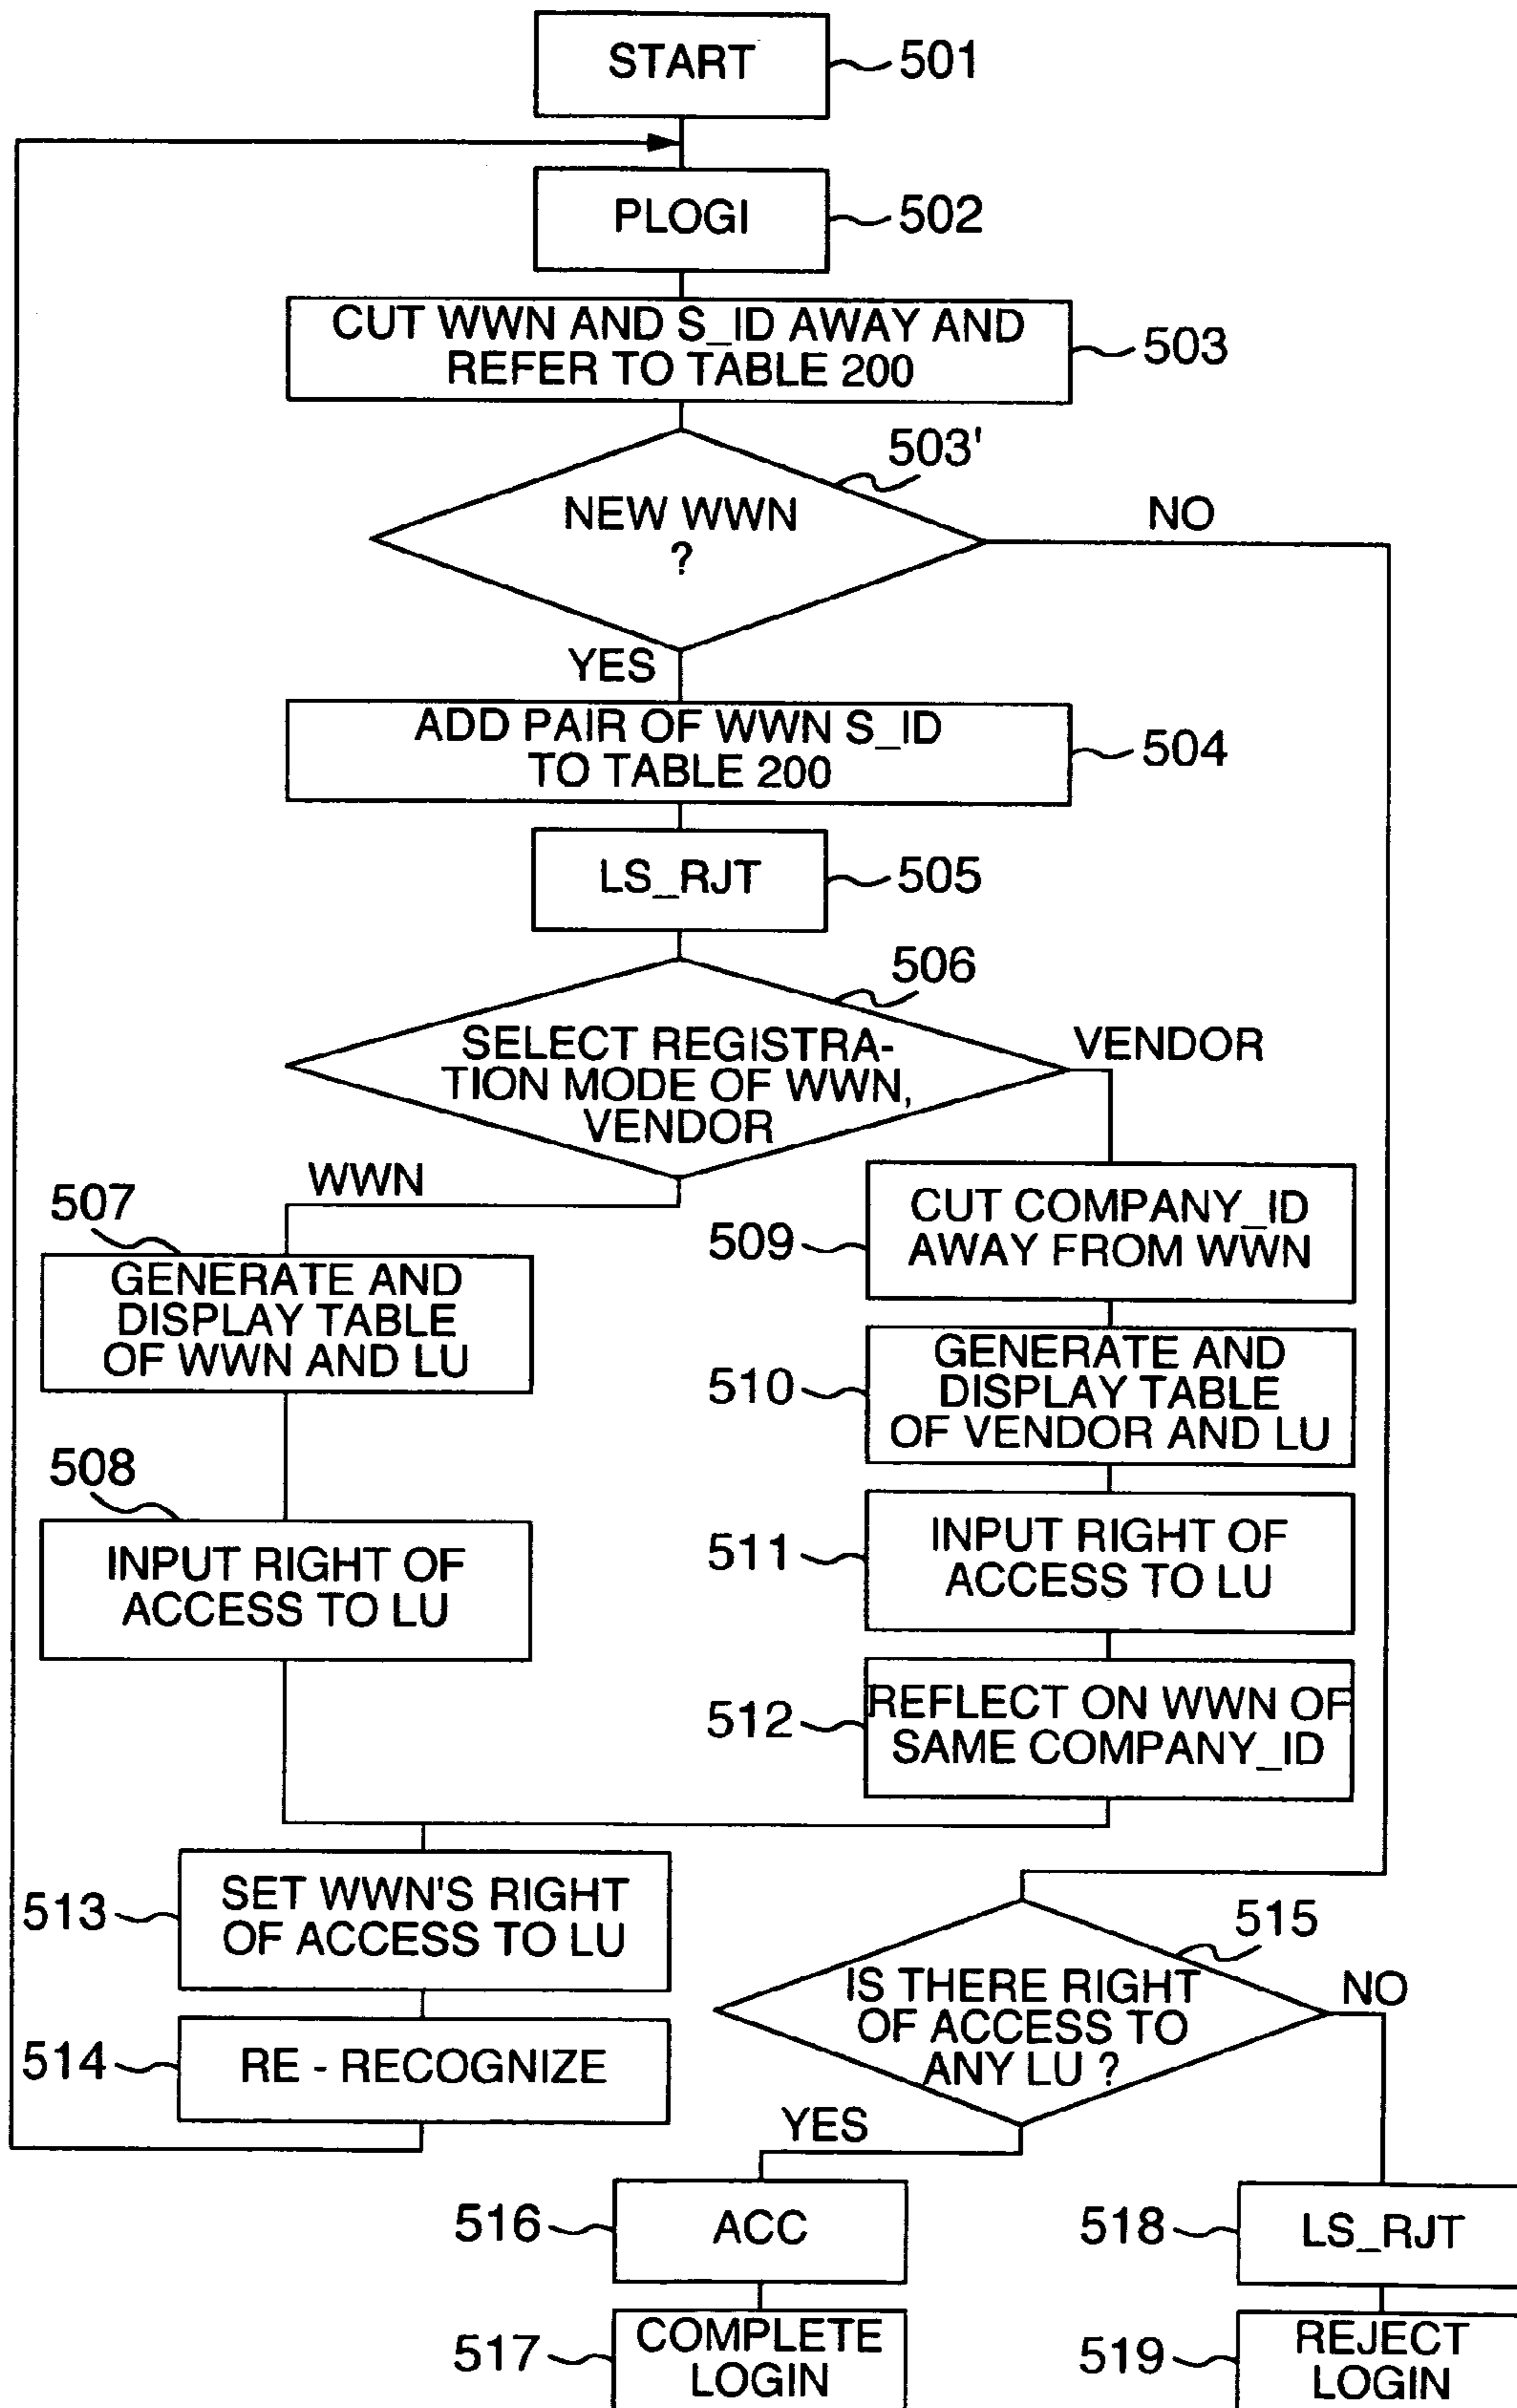 START
501
PLOGI
502
CUT WWN AND S_ID AWAY AND
REFER TO TABLE 200
503
503'
NEW WWN
?
NO
YES
ADD PAIR OF WWN S_ID
TO TABLE 200
504
LS_RJT
505
506
SELECT REGISTRA-
TION MODE OF WWN,
VENDOR
VENDOR
WWN
507
GENERATE AND
DISPLAY TABLE
OF WWN AND LU
508
INPUT RIGHT OF
ACCESS TO LU
509
CUT COMPANY_ID
AWAY FROM WWN
510
GENERATE AND
DISPLAY TABLE
OF VENDOR AND LU
511
INPUT RIGHT OF
ACCESS TO LU
512
REFLECT ON WWN OF
SAME COMPANY_ID
513
SET WWN'S RIGHT
OF ACCESS TO LU
514
RE - RECOGNIZE
515
IS THERE RIGHT
OF ACCESS TO
ANY LU ?
NO
YES
516
ACC
517
COMPLETE
LOGIN
518
LS_RJT
519
REJECT
LOGIN